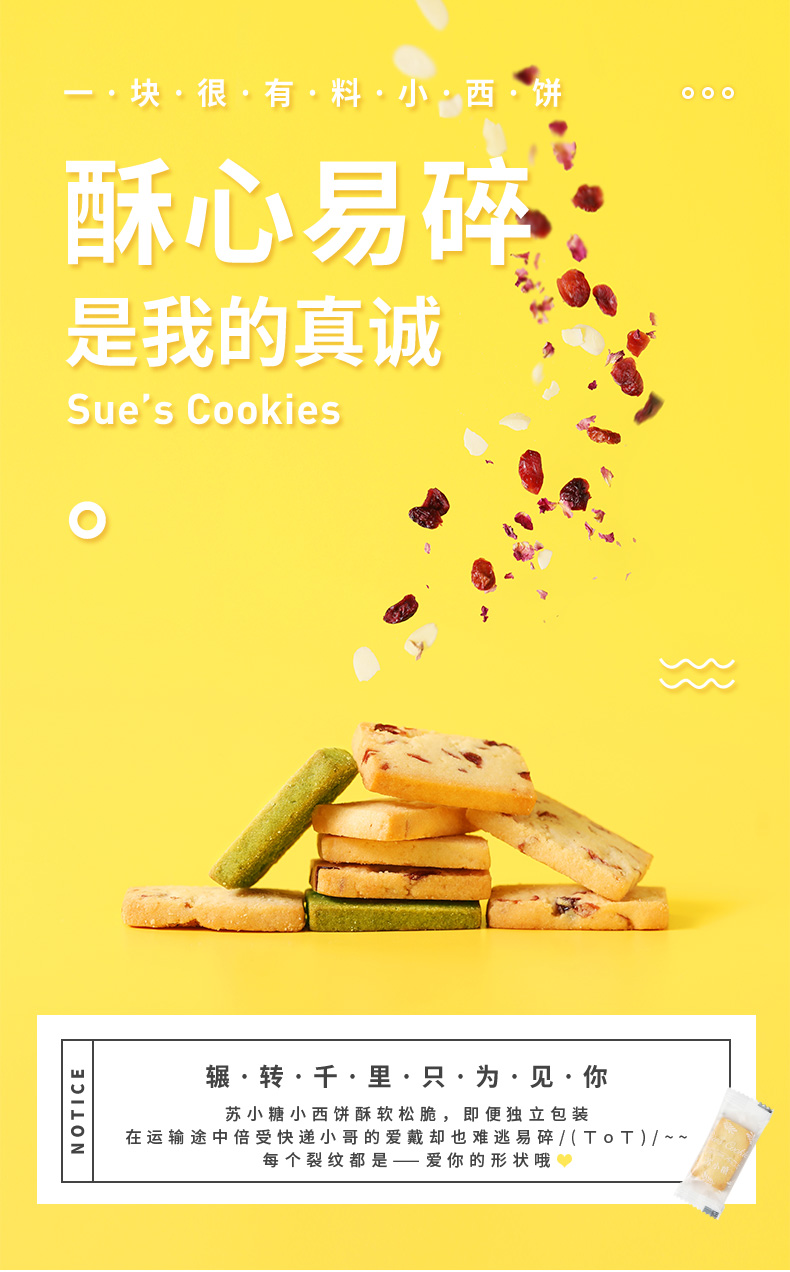 一·块·很·有·料·小·西·饼
酥心易碎
是我的真诚
Sue's Cookies
NOTICE
辗·转·千·里·只·为·见·你
苏小糖小西饼酥软松脆，即便独立包装
在运输途中倍受快递小哥的爱戴却也难逃易碎/(ㄒoㄒ)/~~
每个裂纹都是——爱你的形状哦